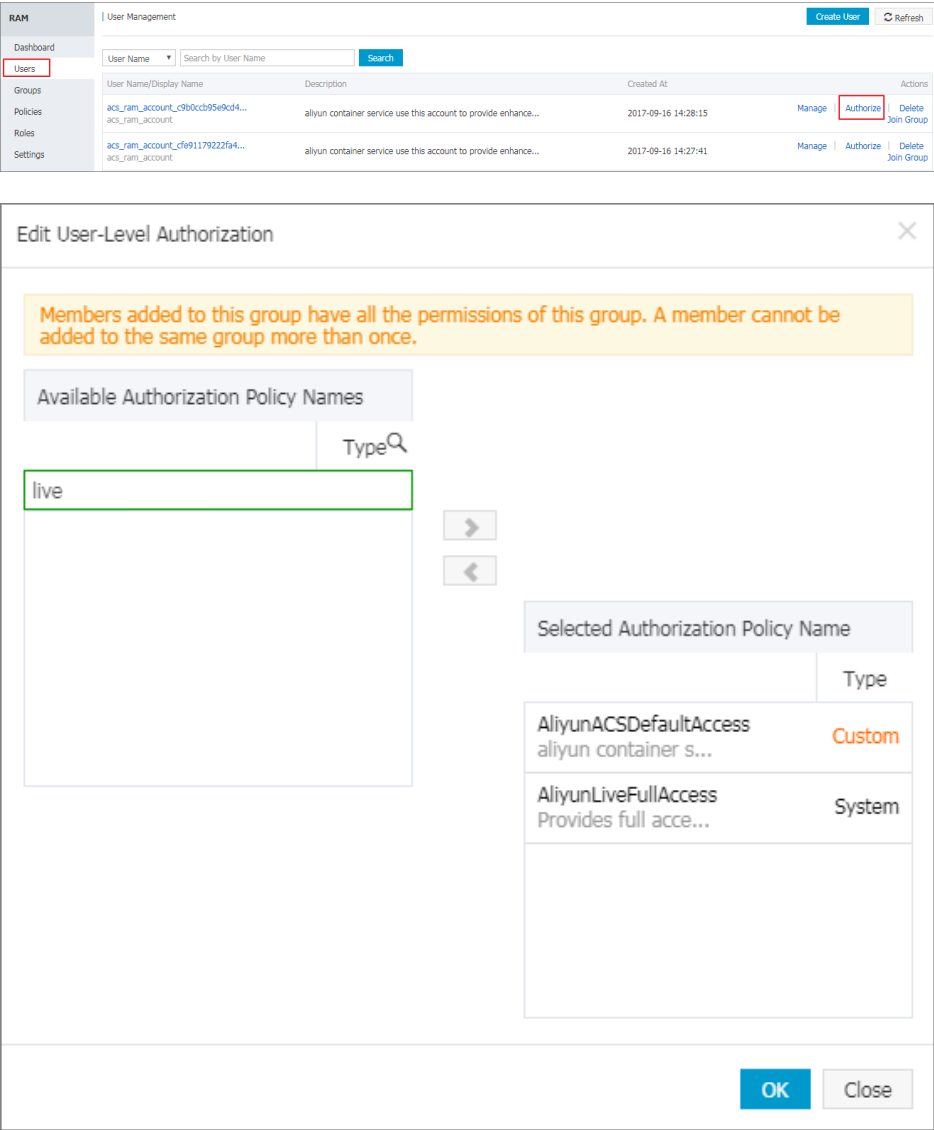 RAM
User Management
Create User
Refresh
Dashboard
Users
Groups
Policies
Roles
Settings
User Name
Search by User Name
Search
User Name/Display Name Description Created At Actions
acs_ram_account_c9b0ccb95e9cd4... aliyun container service use this account to provide enhance... 2017-09-16 14:28:15 Manage Authorize Delete
acs_ram_account Join Group
acs_ram_account_cfe91179222fa4... aliyun container service use this account to provide enhance... 2017-09-16 14:27:41 Manage Authorize Delete
acs_ram_account Join Group
Edit User-Level Authorization
Members added to this group have all the permissions of this group. A member cannot be
added to the same group more than once.
Available Authorization Policy Names
Type
live
Selected Authorization Policy Name
Type
AliyunACSDefaultAccess Custom
aliyun container s...
AliyunLiveFullAccess System
Provides full acce...
OK Close